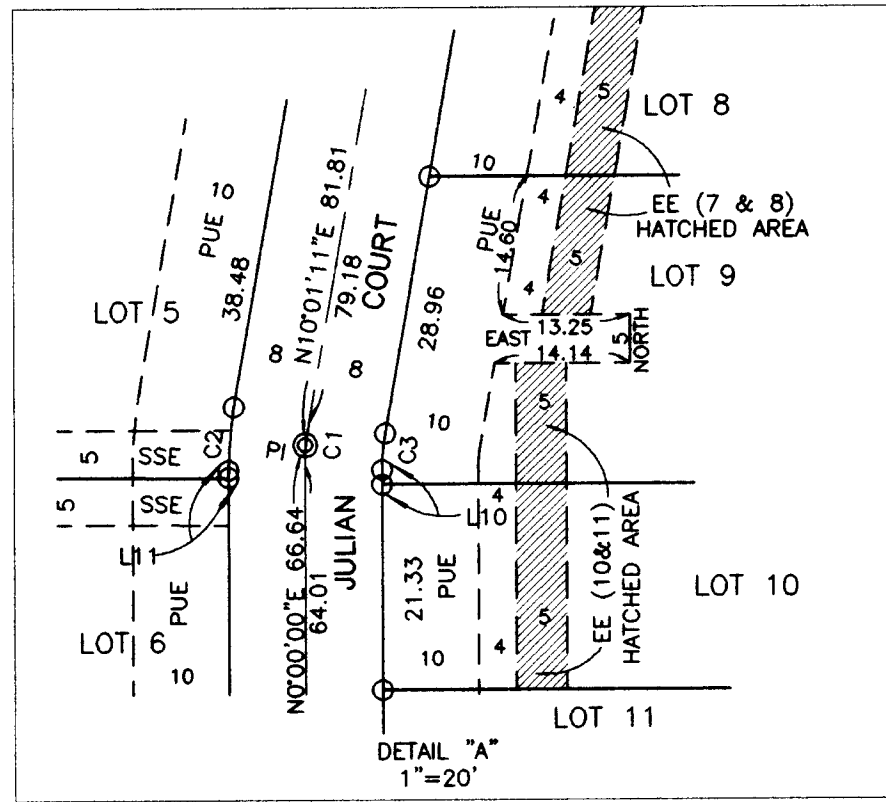 LOT 8
4
5
10
EE (7 & 8)
HATCHED AREA
10
PUE
4
PUE
14.60
5
LOT 9
4
N10°01'11"E 81.81
79.18
COURT
38.48
LOT 5
28.96
EAST
13.25
14.14
5
NORTH
8
8
5
10
C2
PI
C1
C3
5
SSE
5
SSE
L11
L10
4
N0°00'00"E 66.64
64.01
JULIAN
21.33
PUE
EE (10&11)
HATCHED AREA
LOT 10
PUE
LOT 6
10
10
4
5
LOT 11
DETAIL "A"
1"=20'